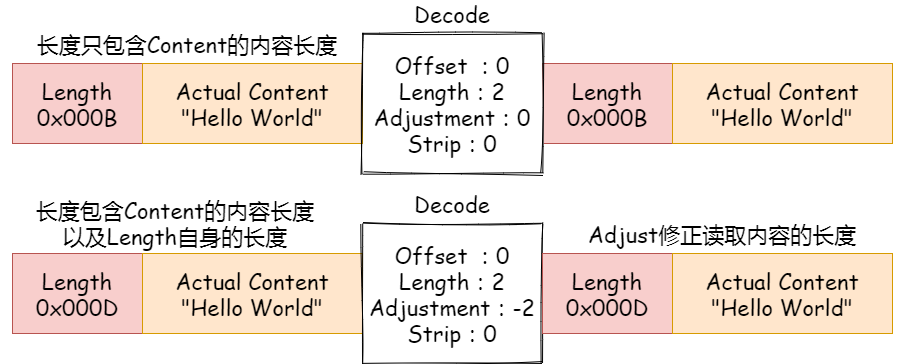 Decode
长度只包含Content的内容长度
Length
0x000B
Actual Content
"Hello World"
Offset : 0
Length : 2
Adjustment : 0
Strip : 0
Length
0x000B
Actual Content
"Hello World"
Decode
长度包含Content的内容长度
以及Length自身的长度
Adjust修正读取内容的长度
Length
0x000D
Actual Content
"Hello World"
Offset : 0
Length : 2
Adjustment : -2
Strip : 0
Length
0x000D
Actual Content
"Hello World"